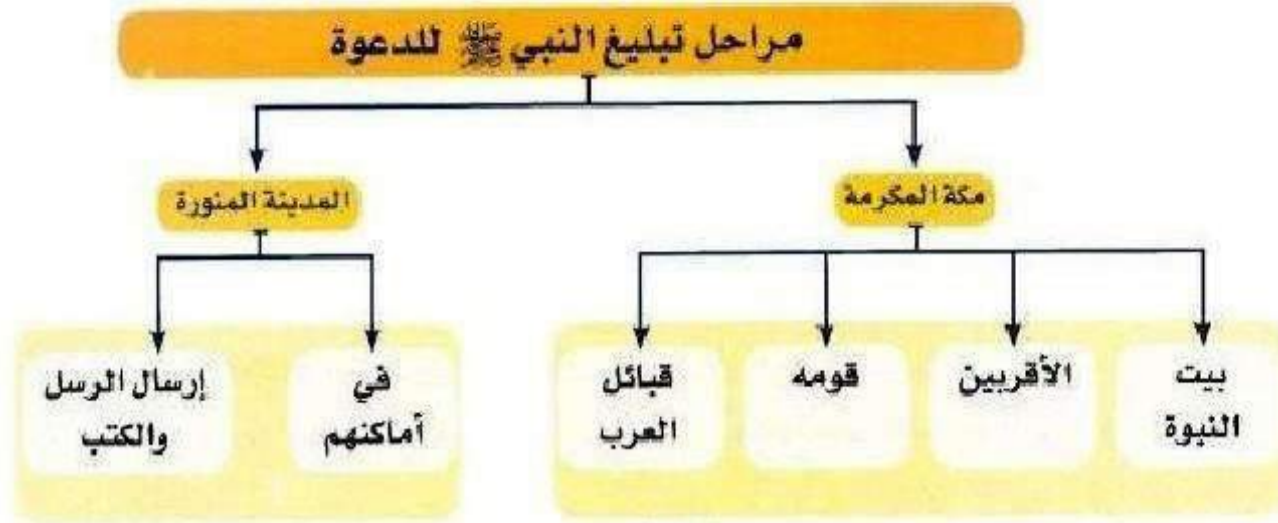 مراحل تبليغ النبي ﷺ للدعوة
مكة المكرمة
المدينة المنورة
بيت
النبوة
الأقربين
قومه
قبائل
العرب
في
أماكنهم
إرسال الرسل
والكتب